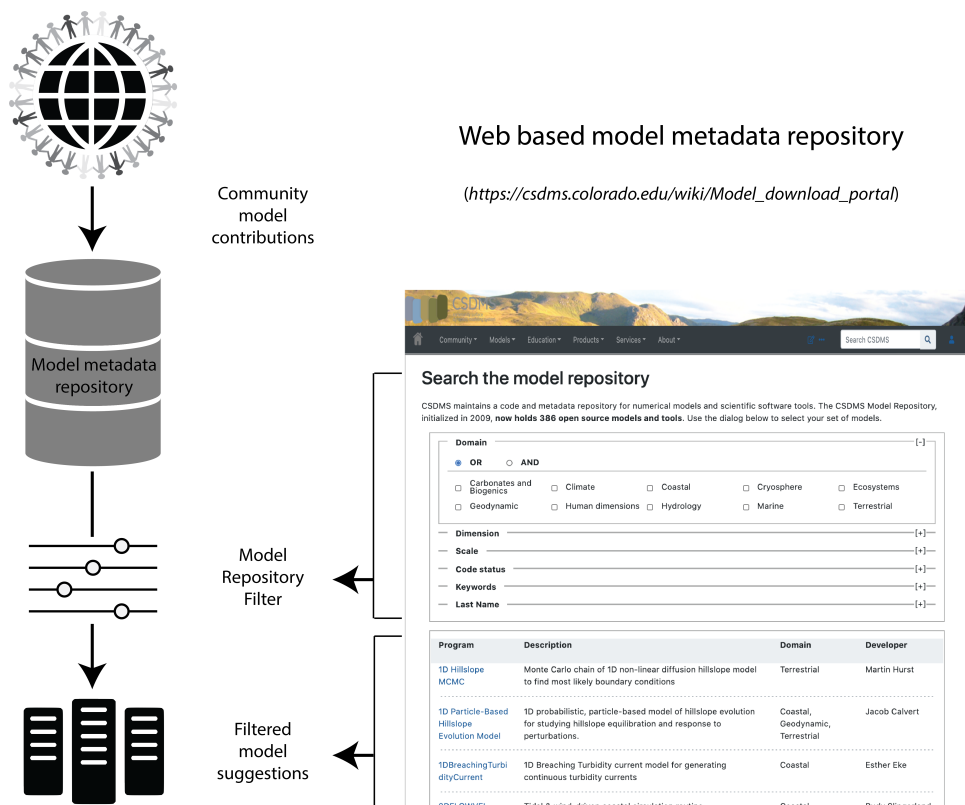 Web based model metadata repository
(https://csdms.colorado.edu/wiki/Model_download_portal)
Community
model
contributions
Model metadata
repository
Model
Repository
Filter
Filtered
model
suggestions
CSDMS
Community Models Education Products Services About Search CSDMS
Search the model repository
CSDMS maintains a code and metadata repository for numerical models and scientific software tools. The CSDMS Model Repository,
initialized in 2009, now holds 386 open source models and tools. Use the dialog below to select your set of models.
Domain [-]
OR AND
Carbonates and
Biogenics
Climate Coastal Cryosphere Ecosystems
Geodynamic Human dimensions Hydrology Marine Terrestrial
Dimension [+]
Scale [+]
Code status [+]
Keywords [+]
Last Name [+]
Program Description Domain Developer
1D Hillslope Monte Carlo chain of 1D non-linear diffusion hillslope model Terrestrial Martin Hurst
MCMC to find most likely boundary conditions
1D Particle-Based 1D probabilistic, particle-based model of hillslope evolution Coastal, Jacob Calvert
Hillslope for studying hillslope equilibration and response to Geodynamic,
Evolution Model perturbations. Terrestrial
1DBreachingTurbi 1D Breaching Turbidity current model for generating Coastal Esther Eke
dityCurrent continuous turbidity currents